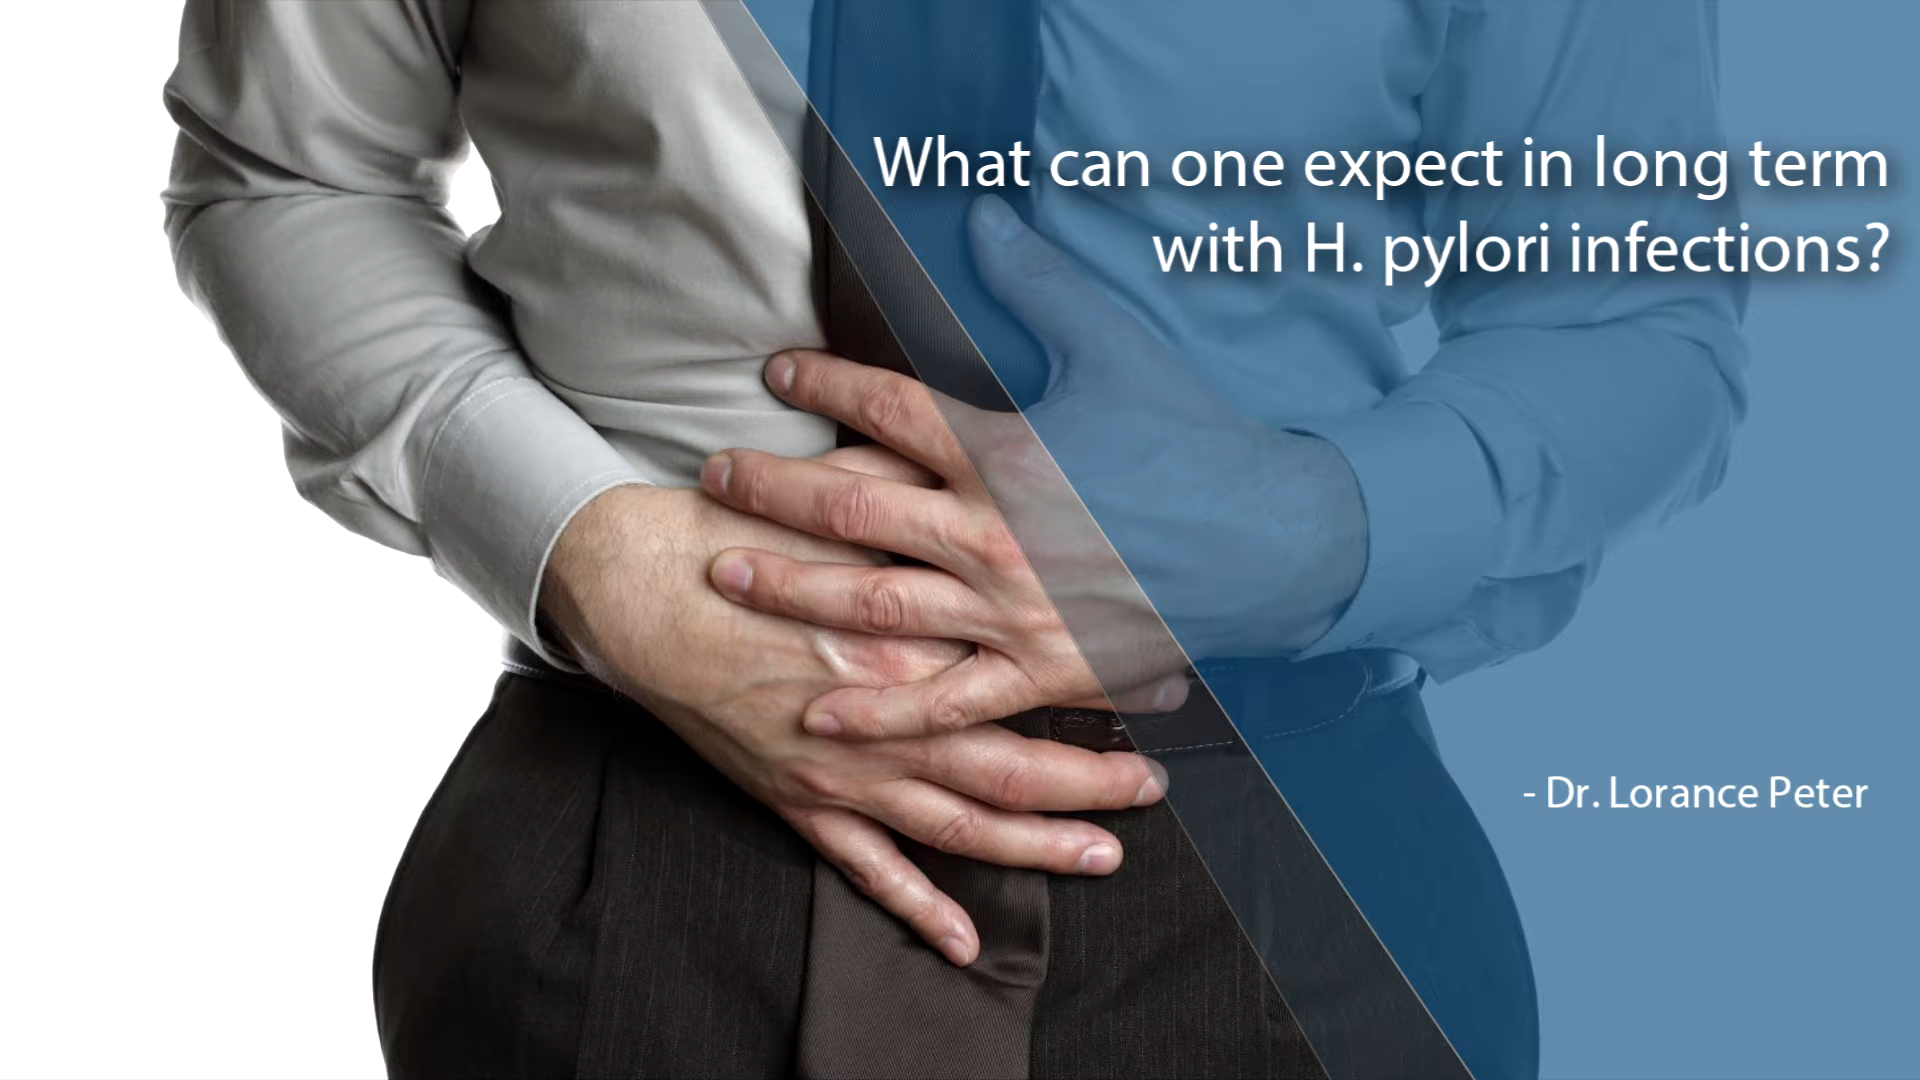 What can one expect in long term
with H. pylori infections?
- Dr. Lorance Peter